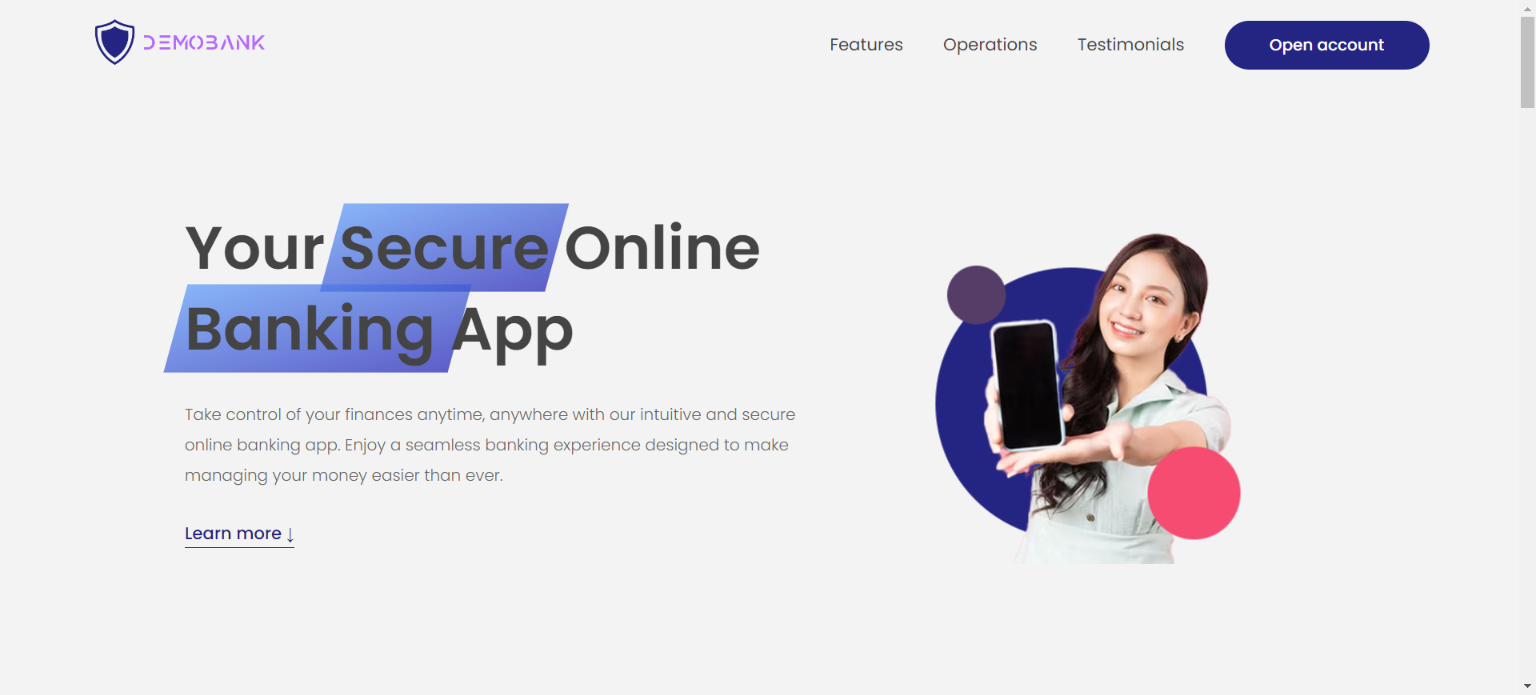 DEMOBANK
Features
Operations
Testimonials
Open account
Your Secure Online
Banking App
Take control of your finances anytime, anywhere with our intuitive and secure
online banking app. Enjoy a seamless banking experience designed to make
managing your money easier than ever.
Learn more ↓